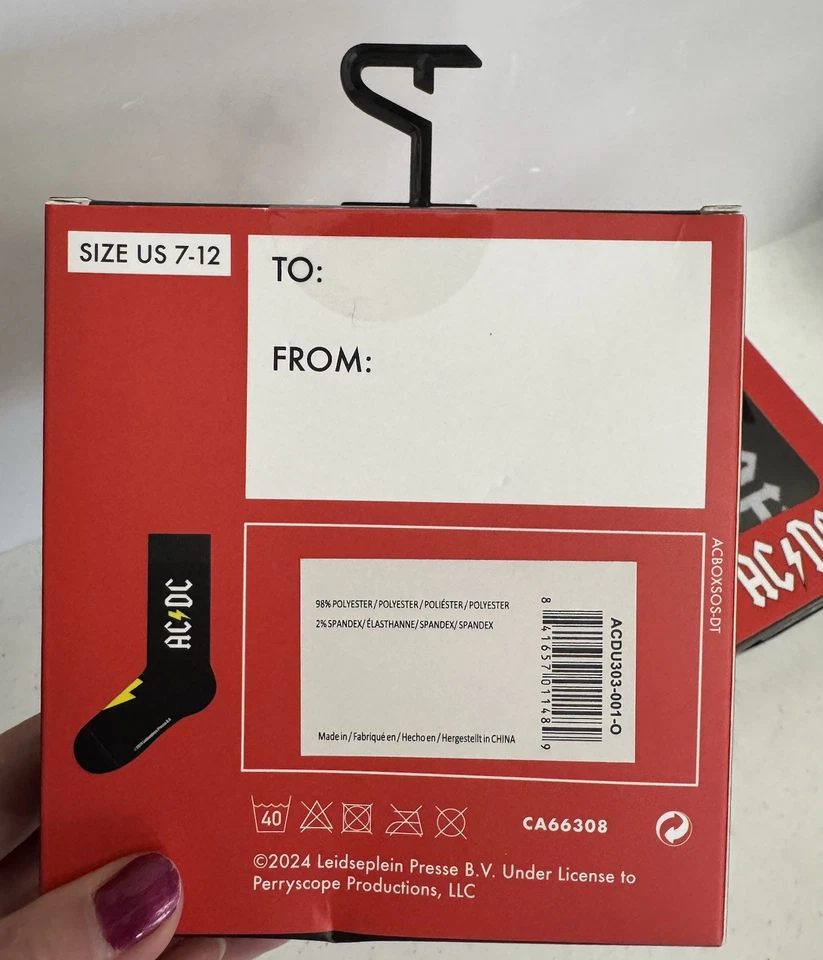 SIZE US 7-12
TO:
FROM:
AC DC
98% POLYESTER / POLYESTER / POLIÉSTER / POLYESTER
2% SPANDEX / ÉLASTHANNE / SPANDEX / SPANDEX
Made in / Fabriqué en / Hecho en / Hergestellt in CHINA
8 41657 01148 9
ACDU303-001-O
ACBOXSOS-DT
AC DC
40
CA66308
©2024 Leidseplein Presse B.V. Under License to
Perryscope Productions, LLC